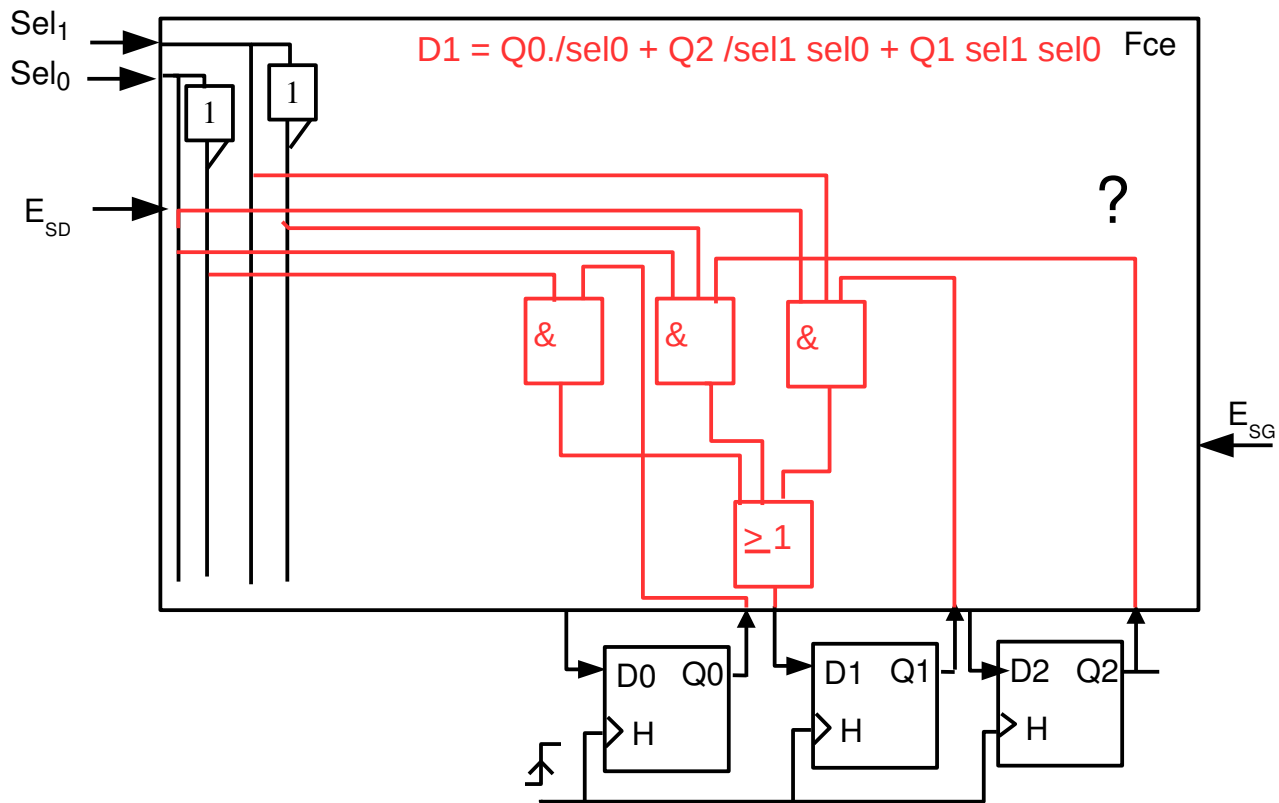 Sel1
D1 = Q0./sel0 + Q2 /sel1 sel0 + Q1 sel1 sel0
Fce
Sel0
1
1
?
ESD
&
&
&
ESG
≥ 1
D0 Q0
D1 Q1
D2 Q2
H
H
H